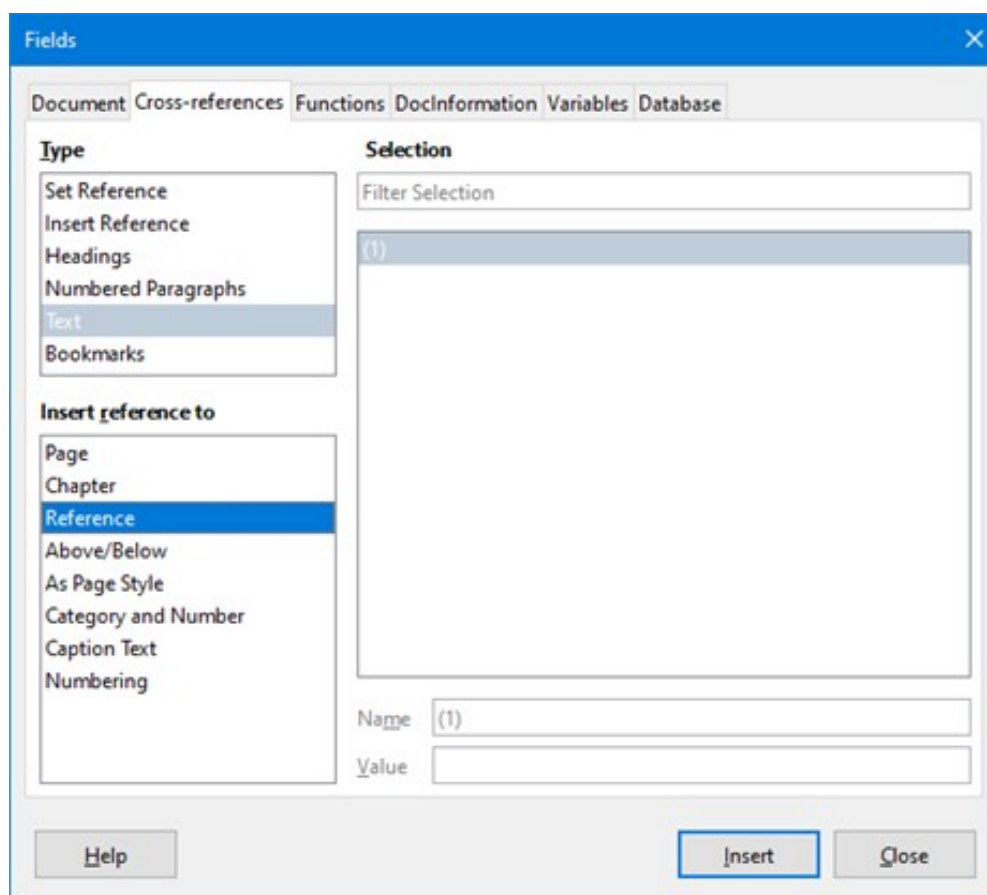 Fields
Document Cross-references Functions DocInformation Variables Database
Type
Set Reference
Insert Reference
Headings
Numbered Paragraphs
Text
Bookmarks
Insert reference to
Page
Chapter
Reference
Above/Below
As Page Style
Category and Number
Caption Text
Numbering
Selection
Filter Selection
(1)
Name (1)
Value
Help Insert Close